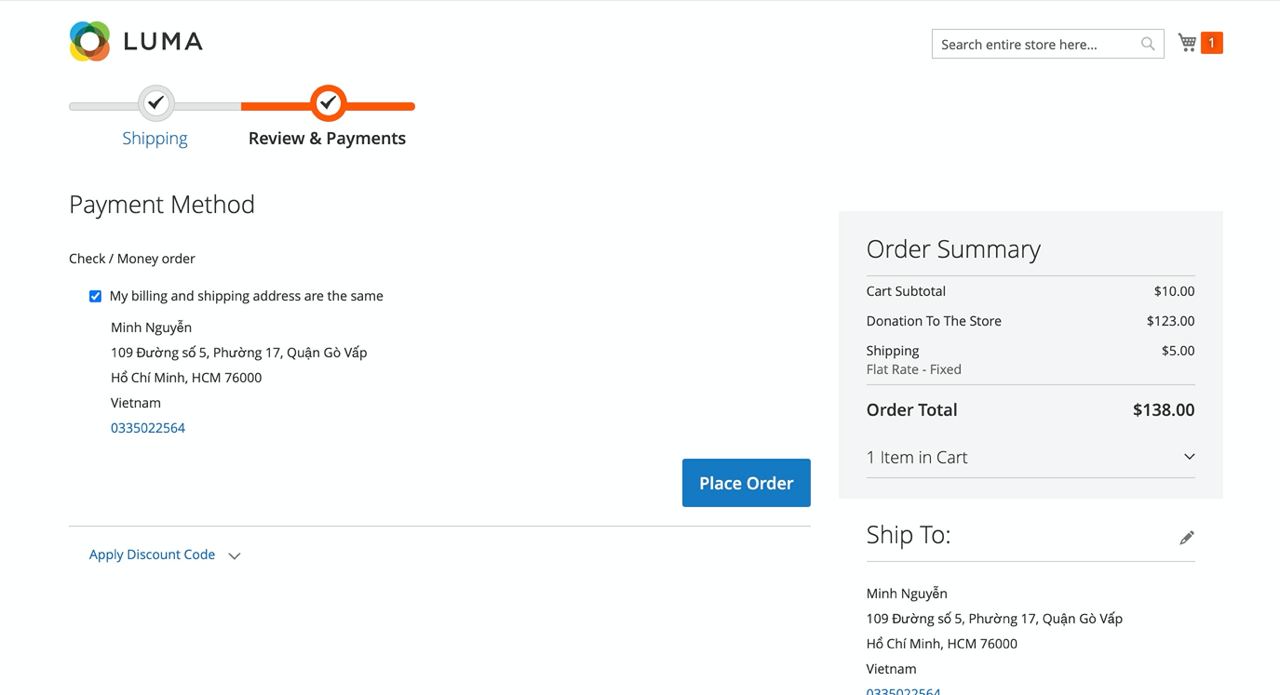 LUMA
Search entire store here...
1
Shipping
Review & Payments
Payment Method
Check / Money order
My billing and shipping address are the same
Minh Nguyễn
109 Đường số 5, Phường 17, Quận Gò Vấp
Hồ Chí Minh, HCM 76000
Vietnam
0335022564
Place Order
Apply Discount Code
Order Summary
Cart Subtotal $10.00
Donation To The Store $123.00
Shipping $5.00
Flat Rate - Fixed
Order Total $138.00
1 Item in Cart
Ship To:
Minh Nguyễn
109 Đường số 5, Phường 17, Quận Gò Vấp
Hồ Chí Minh, HCM 76000
Vietnam
0335022564